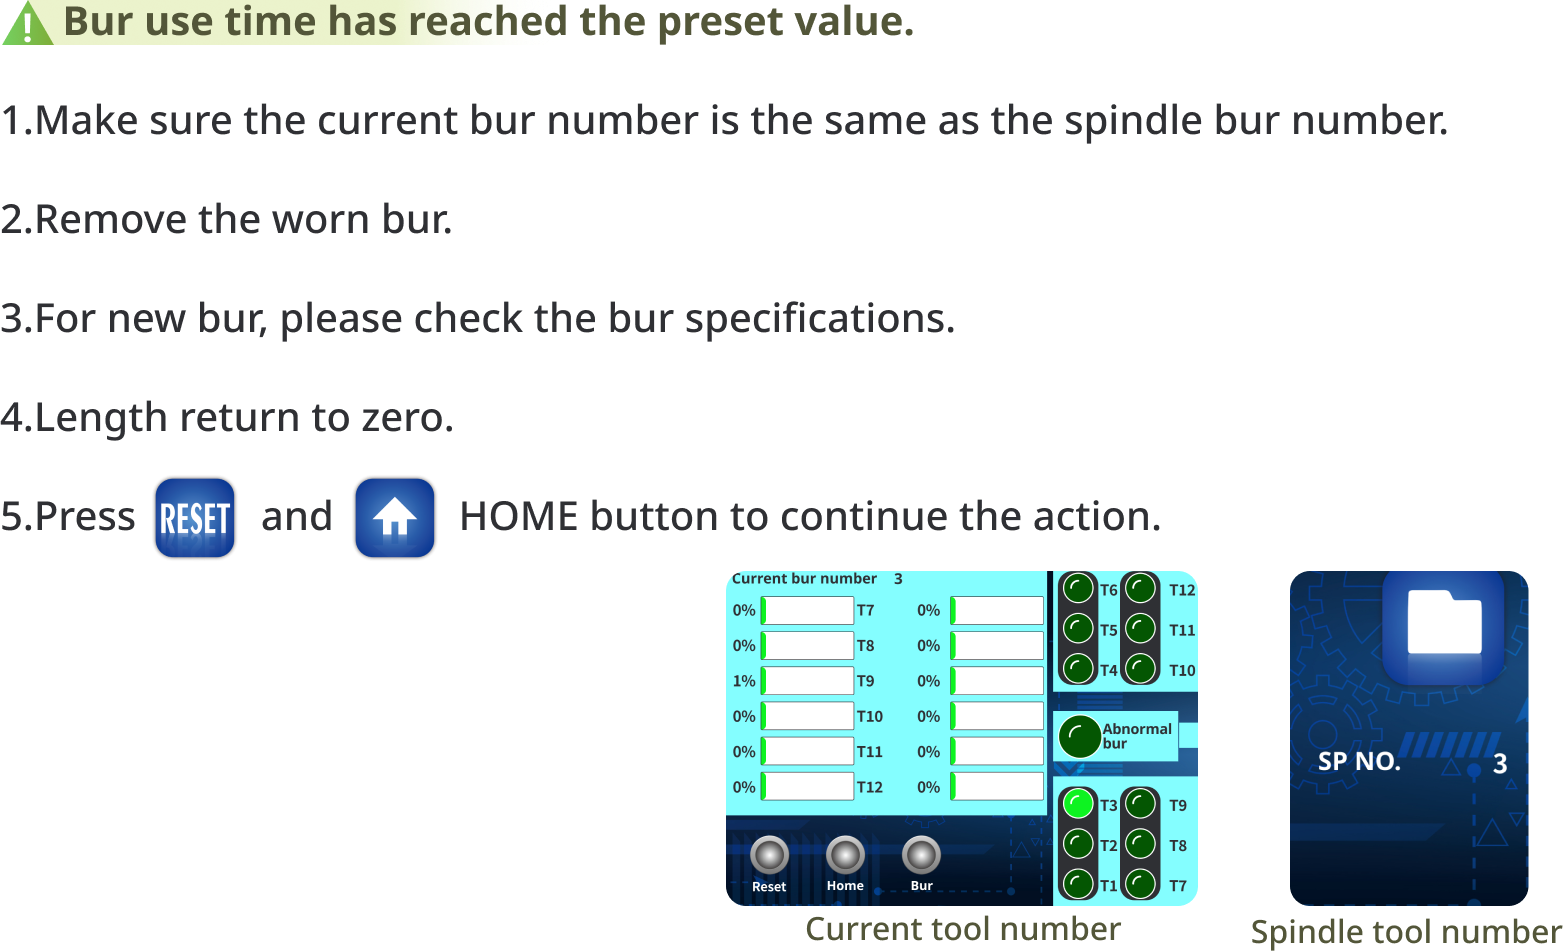 Bur use time has reached the preset value.
1.Make sure the current bur number is the same as the spindle bur number.
2.Remove the worn bur.
3.For new bur, please check the bur specifications.
4.Length return to zero.
5.Press RESET and HOME button to continue the action.
Current bur number 3
0% T7 0%
0% T8 0%
1% T9 0%
0% T10 0%
0% T11 0%
0% T12 0%
Reset Home Bur
T6 T12
T5 T11
T4 T10
Abnormal
bur
T3 T9
T2 T8
T1 T7
Current tool number
SP NO. 3
Spindle tool number